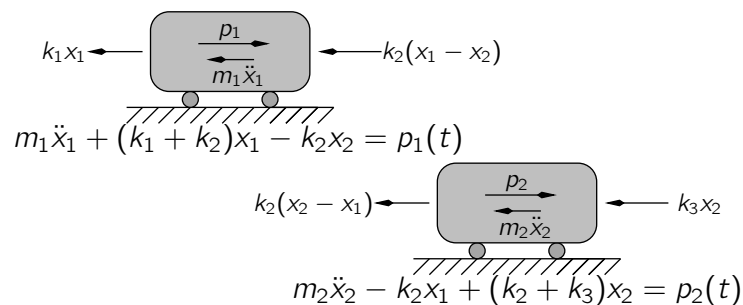 p₁
k₁x₁
k₂(x₁ − x₂)
m₁ẍ₁
m₁ẍ₁ + (k₁ + k₂)x₁ − k₂x₂ = p₁(t)
p₂
k₂(x₂ − x₁)
k₃x₂
m₂ẍ₂
m₂ẍ₂ − k₂x₁ + (k₂ + k₃)x₂ = p₂(t)